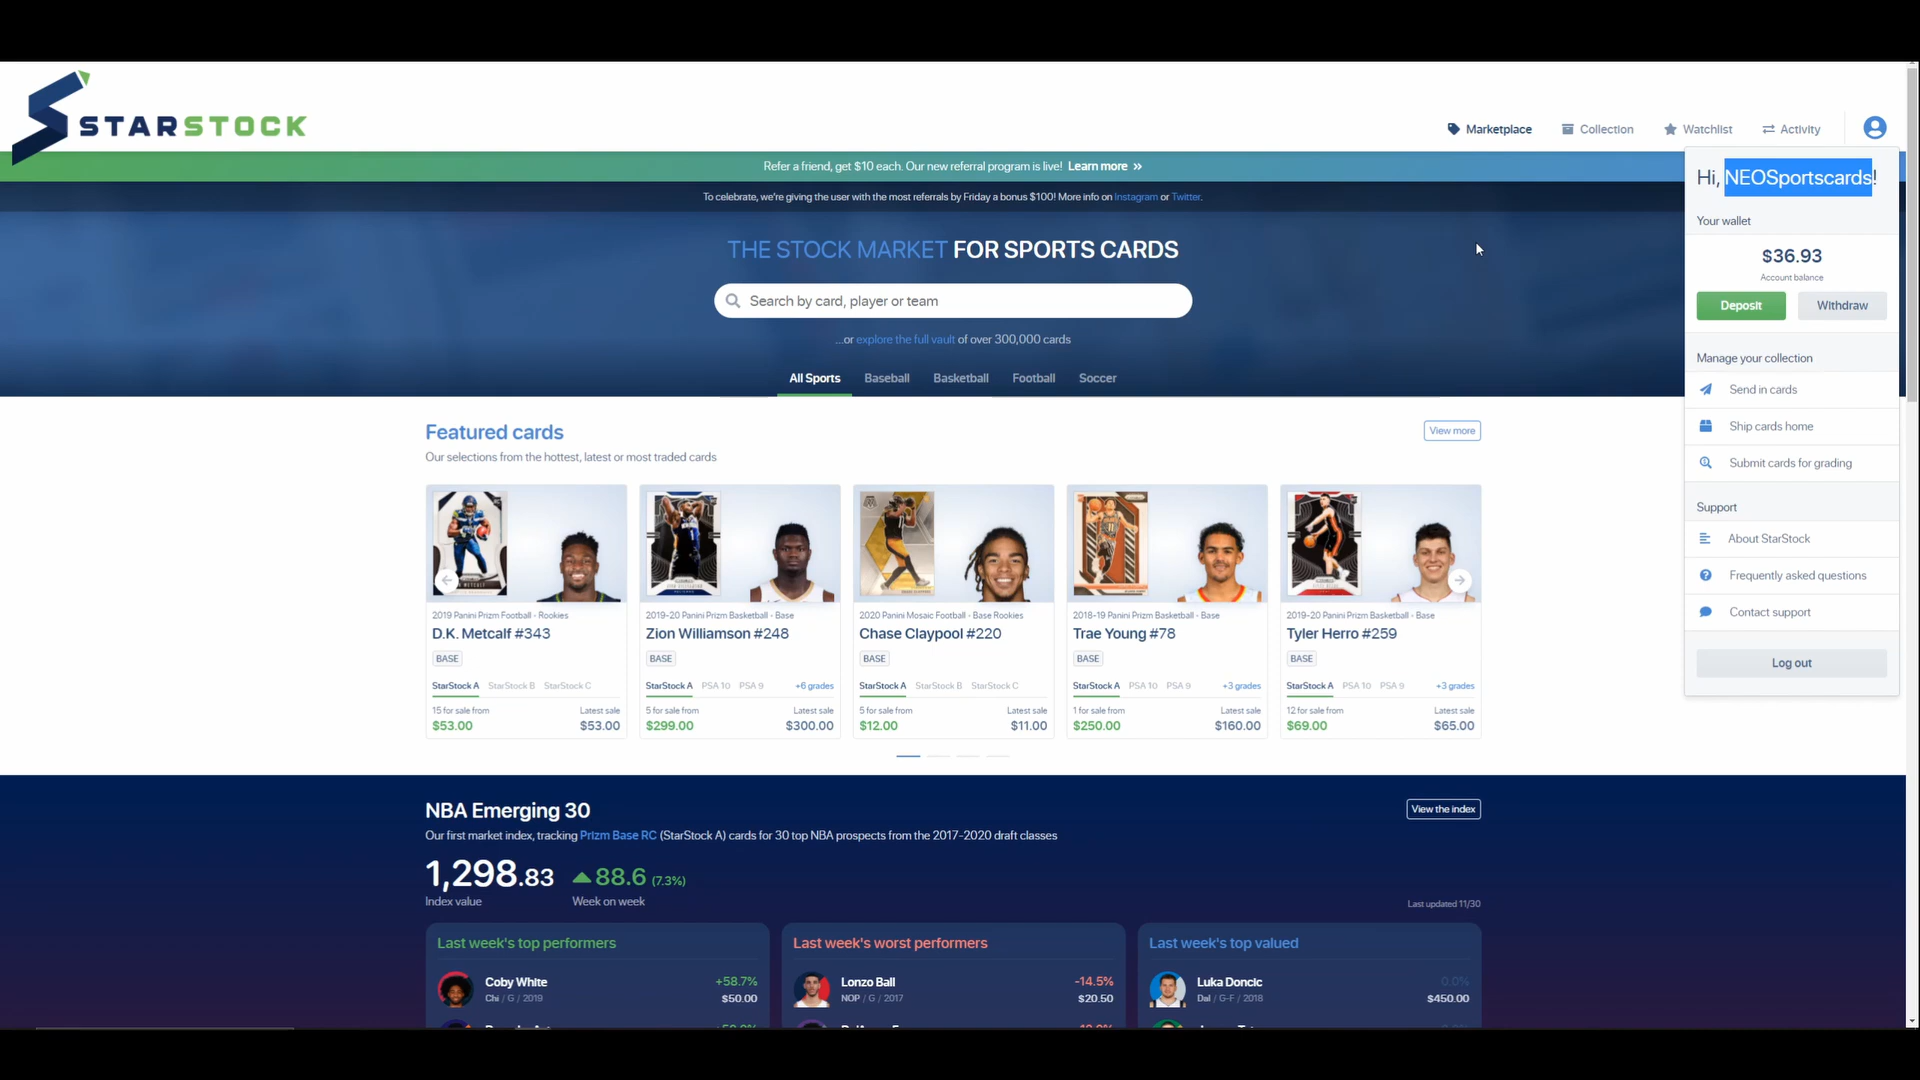 STARSTOCK
Marketplace
Collection
Watchlist
Activity
Refer a friend, get $10 each. Our new referral program is live! Learn more »
To celebrate, we're giving the user with the most referrals by Friday a bonus $100! More info on Instagram or Twitter.
THE STOCK MARKET FOR SPORTS CARDS
Search by card, player or team
...or explore the full vault of over 300,000 cards
All Sports
Baseball
Basketball
Football
Soccer
Hi, NEOSportscards!
Your wallet
$36.93
Account balance
Deposit
Withdraw
Manage your collection
Send in cards
Ship cards home
Submit cards for grading
Support
About StarStock
Frequently asked questions
Contact support
Log out
Featured cards
View more
Our selections from the hottest, latest or most traded cards
2019 Panini Prizm Football - Rookies
D.K. Metcalf #343
BASE
StarStock A StarStock B StarStock C
15 for sale from Latest sale
$53.00 $53.00
2019-20 Panini Prizm Basketball - Base
Zion Williamson #248
BASE
StarStock A PSA 10 PSA 9 +6 grades
5 for sale from Latest sale
$299.00 $300.00
2020 Panini Mosaic Football - Base Rookies
Chase Claypool #220
BASE
StarStock A StarStock B StarStock C
5 for sale from Latest sale
$12.00 $11.00
2018-19 Panini Prizm Basketball - Base
Trae Young #78
BASE
StarStock A PSA 10 PSA 9 +3 grades
1 for sale from Latest sale
$250.00 $160.00
2019-20 Panini Prizm Basketball - Base
Tyler Herro #259
BASE
StarStock A PSA 10 PSA 9 +3 grades
12 for sale from Latest sale
$69.00 $65.00
NBA Emerging 30
View the index
Our first market index, tracking Prizm Base RC (StarStock A) cards for 30 top NBA prospects from the 2017-2020 draft classes
1,298.83 88.6 (7.3%)
Index value Week on week
Last updated 11/30
Last week's top performers
Coby White +58.7%
Chi / G / 2019 $50.00
Last week's worst performers
Lonzo Ball -14.5%
NOP / G / 2017 $20.50
Last week's top valued
Luka Doncic 0.0%
Dal / G-F / 2018 $450.00